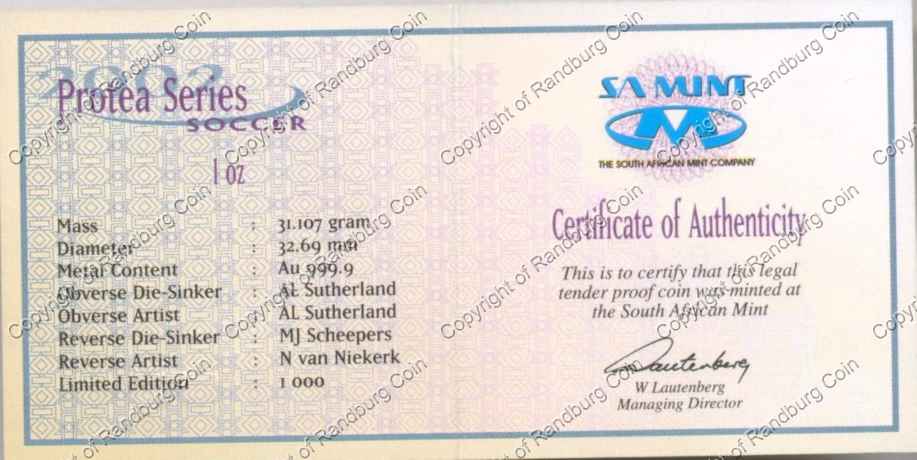 2002
Protea Series
SOCCER
1 oz
Mass : 31.107 gram
Diameter : 32.69 mm
Metal Content : Au 999.9
Obverse Die-Sinker : AL Sutherland
Obverse Artist : AL Sutherland
Reverse Die-Sinker : MJ Scheepers
Reverse Artist : N van Niekerk
Limited Edition : 1 000
SA MINT
THE SOUTH AFRICAN MINT COMPANY
Certificate of Authenticity
This is to certify that this legal
tender proof coin was minted at
the South African Mint
Lautenberg
W Lautenberg
Managing Director
Copyright of Randburg Coin